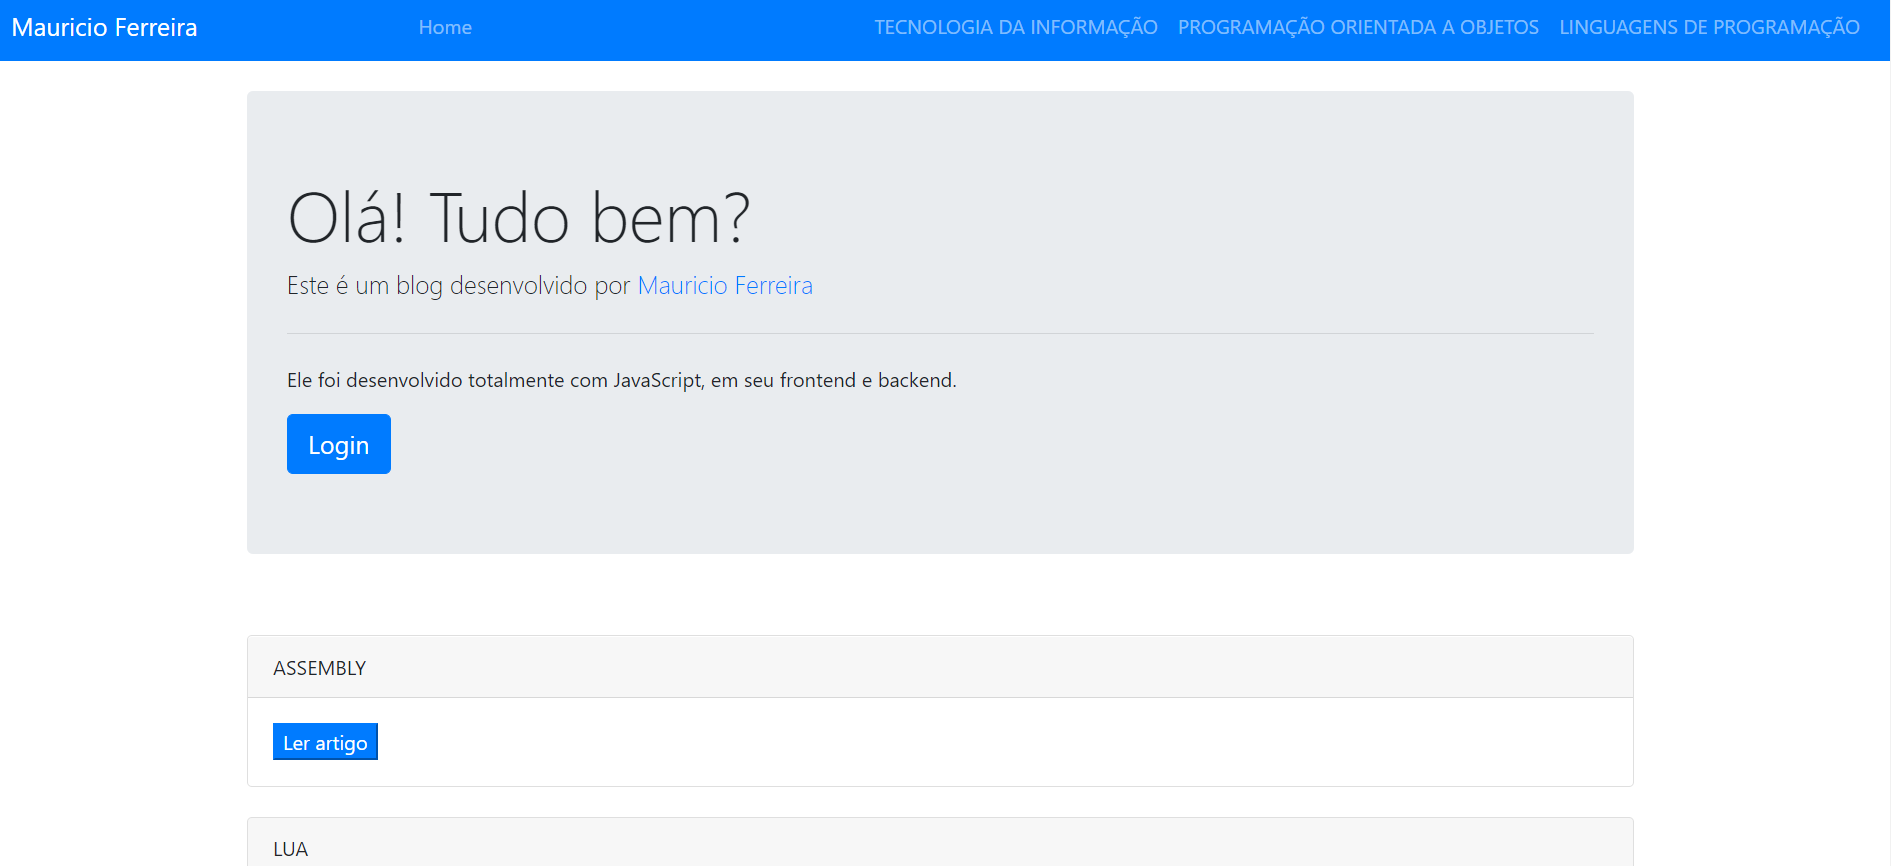 Mauricio Ferreira Home TECNOLOGIA DA INFORMAÇÃO PROGRAMAÇÃO ORIENTADA A OBJETOS LINGUAGENS DE PROGRAMAÇÃO
Olá! Tudo bem?
Este é um blog desenvolvido por Mauricio Ferreira
Ele foi desenvolvido totalmente com JavaScript, em seu frontend e backend.
Login
ASSEMBLY
Ler artigo
LUA